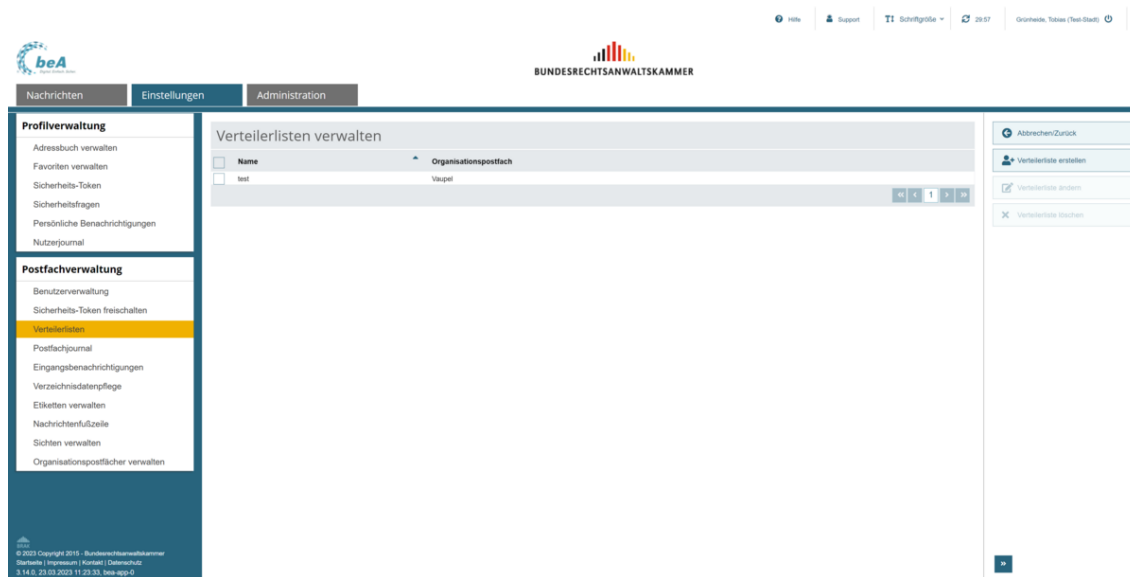 Hilfe
Support
Schriftgröße
28:57
Grünheide, Tobias (Test-Stadt)
beA
BUNDESRECHTSANWALTSKAMMER
Nachrichten
Einstellungen
Administration
Profilverwaltung
Adressbuch verwalten
Favoriten verwalten
Sicherheits-Token
Sicherheitsfragen
Persönliche Benachrichtigungen
Nutzerjournal
Postfachverwaltung
Benutzerverwaltung
Sicherheits-Token freischalten
Verteilerlisten
Postfachjournal
Eingangsbenachrichtigungen
Verzeichnisdatenpflege
Etiketten verwalten
Nachrichtenfußzeile
Sichten verwalten
Organisationspostfächer verwalten
BRAK
© 2023 Copyright 2015 - Bundesrechtsanwaltskammer
Startseite | Impressum | Kontakt | Datenschutz
3.14.0, 23.03.2023 11:23:33, bea-app-0
Verteilerlisten verwalten
Name Organisationspostfach
test Vaupel
« ‹ 1 › »
Abbrechen/Zurück
Verteilerliste erstellen
Verteilerliste ändern
Verteilerliste löschen
»